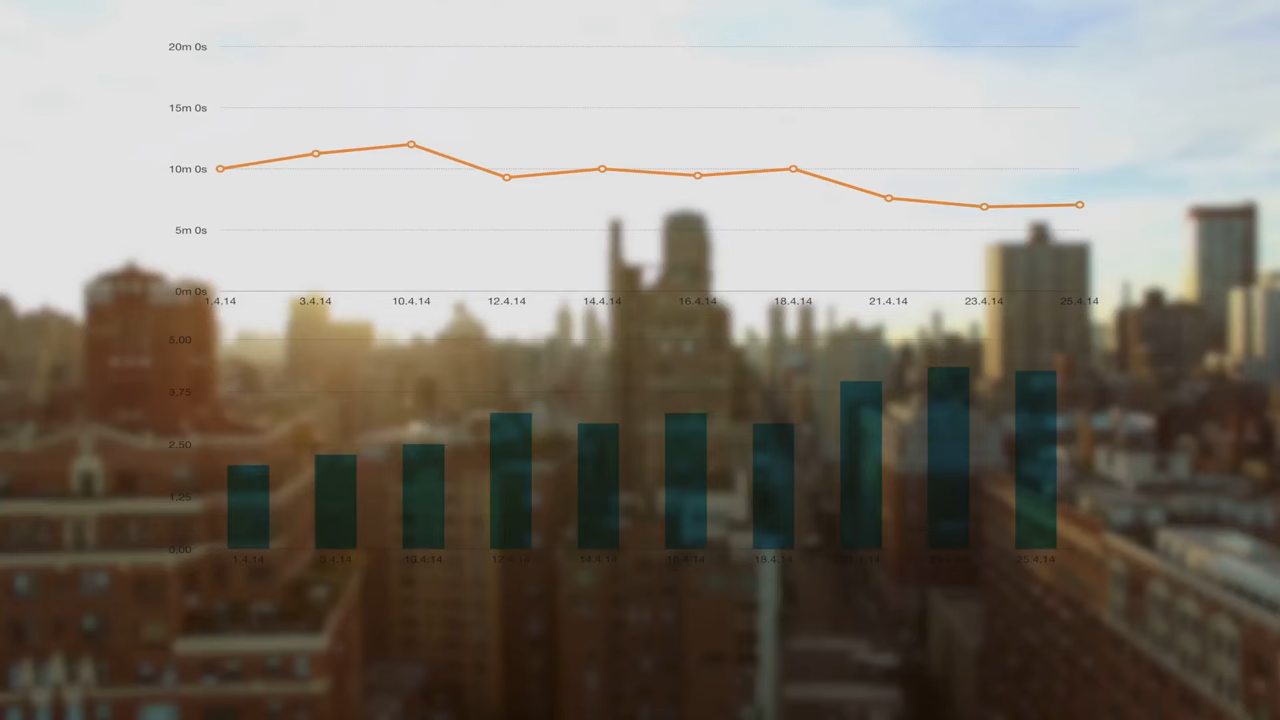 20m 0s
15m 0s
10m 0s
5m 0s
0m 0s
1.4.14 3.4.14 10.4.14 12.4.14 14.4.14 16.4.14 18.4.14 21.4.14 23.4.14 25.4.14
5,00
3,75
2,50
1,25
0,00
1.4.14 3.4.14 10.4.14 12.4.14 14.4.14 16.4.14 18.4.14 25.4.14